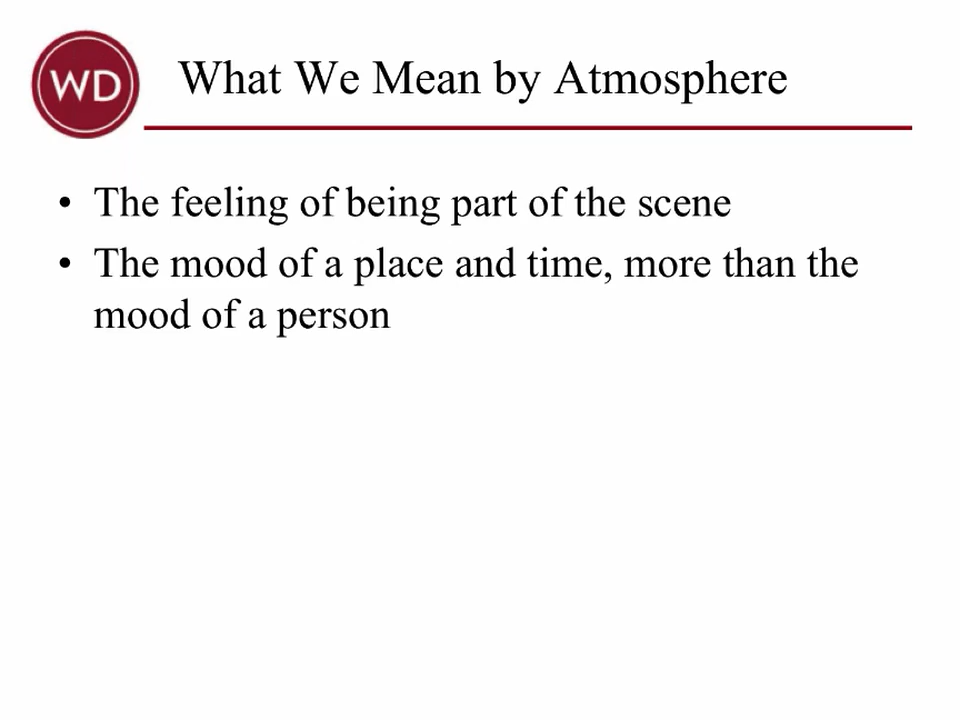 WD
What We Mean by Atmosphere
• The feeling of being part of the scene
• The mood of a place and time, more than the
mood of a person